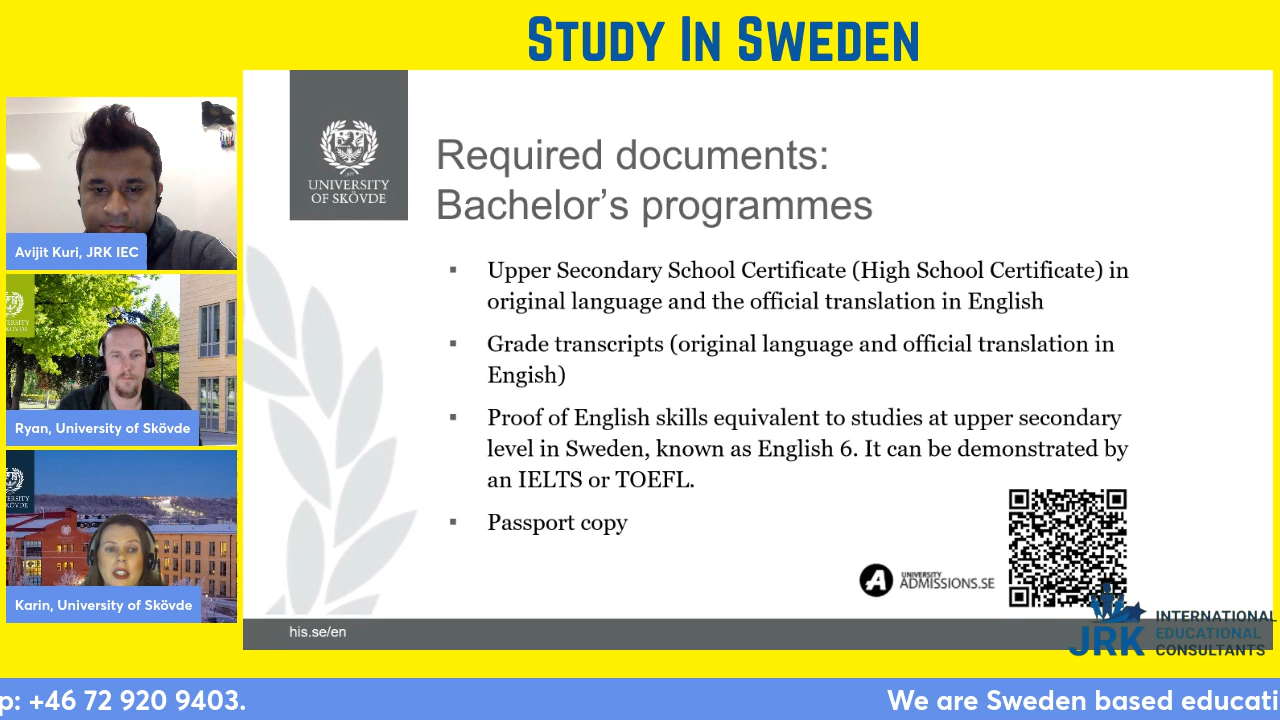 STUDY IN SWEDEN
UNIVERSITY
OF SKÖVDE
Required documents:
Bachelor's programmes
▪ Upper Secondary School Certificate (High School Certificate) in
original language and the official translation in English
▪ Grade transcripts (original language and official translation in
Engish)
▪ Proof of English skills equivalent to studies at upper secondary
level in Sweden, known as English 6. It can be demonstrated by
an IELTS or TOEFL.
▪ Passport copy
A UNIVERSITY
ADMISSIONS.SE
his.se/en
JRK
INTERNATIONAL
EDUCATIONAL
CONSULTANTS
Avijit Kuri, JRK IEC
Ryan, University of Skövde
Karin, University of Skövde
p: +46 72 920 9403.
We are Sweden based educati